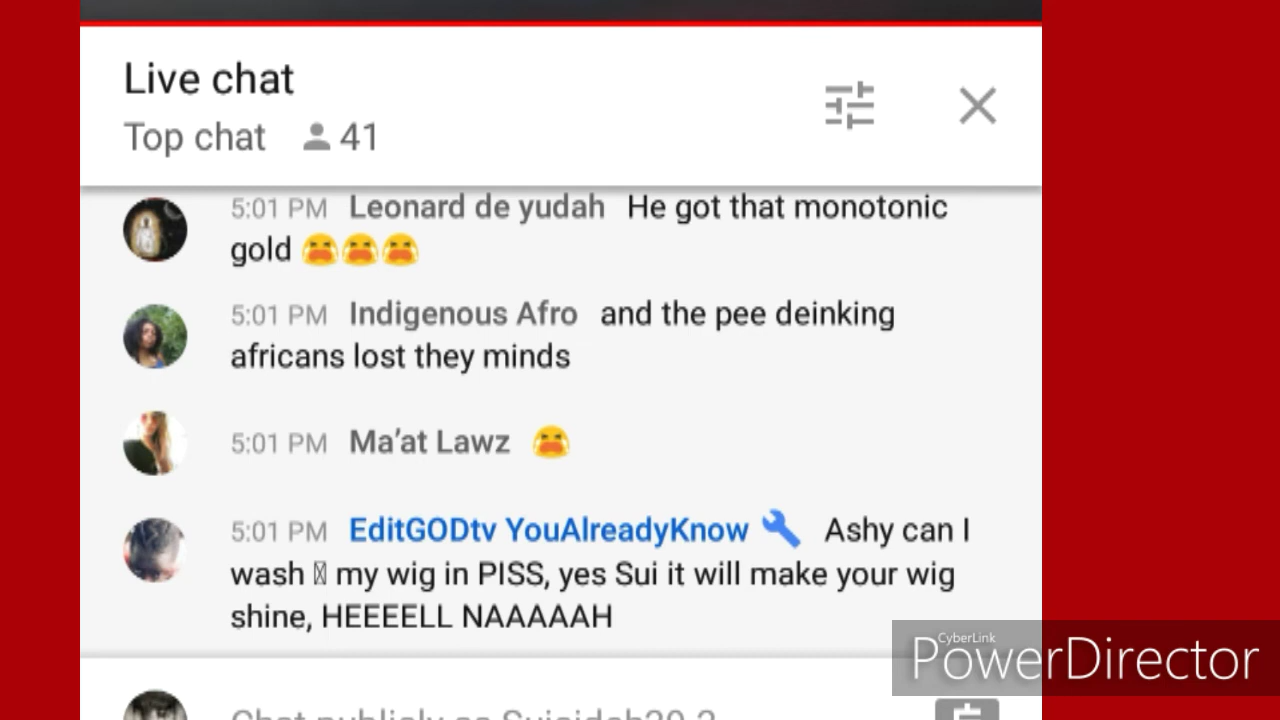 Live chat
Top chat 41
5:01 PM Leonard de yudah He got that monotonic
gold 😭😭😭
5:01 PM Indigenous Afro and the pee deinking
africans lost they minds
5:01 PM Ma’at Lawz 😭
5:01 PM EditGODtv YouAlreadyKnow 🔧 Ashy can I
wash my wig in PISS, yes Sui it will make your wig
shine, HEEEELL NAAAAAH
CyberLink
PowerDirector
Chat publicly as